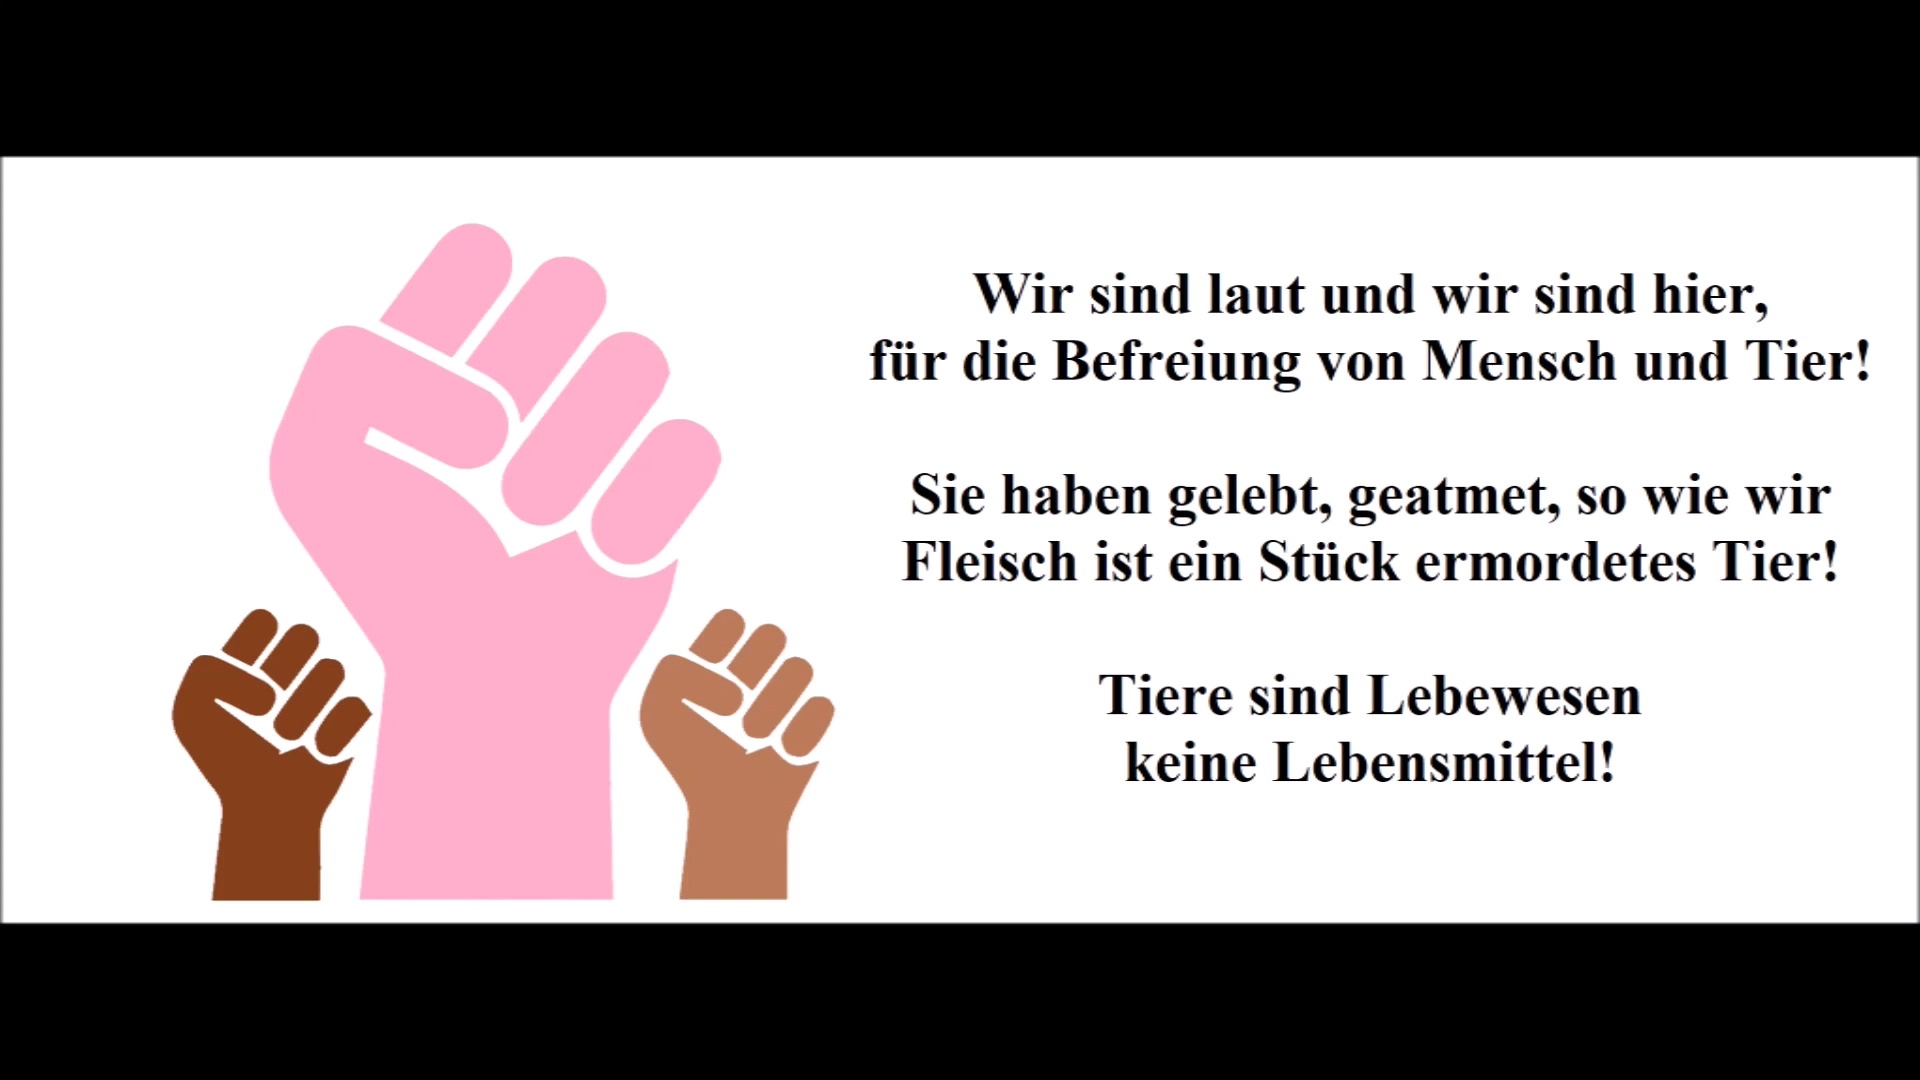 Wir sind laut und wir sind hier,
für die Befreiung von Mensch und Tier!
Sie haben gelebt, geatmet, so wie wir
Fleisch ist ein Stück ermordetes Tier!
Tiere sind Lebewesen
keine Lebensmittel!